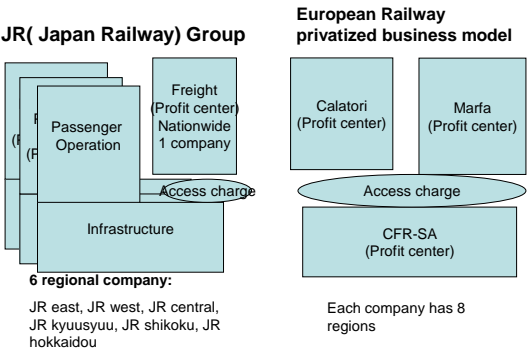 JR( Japan Railway) Group
Freight
(Profit center)
Nationwide
1 company
Passenger
Operation
Access charge
Infrastructure
6 regional company:
JR east, JR west, JR central,
JR kyuusyuu, JR shikoku, JR
hokkaidou
European Railway
privatized business model
Calatori
(Profit center)
Marfa
(Profit center)
Access charge
CFR-SA
(Profit center)
Each company has 8
regions